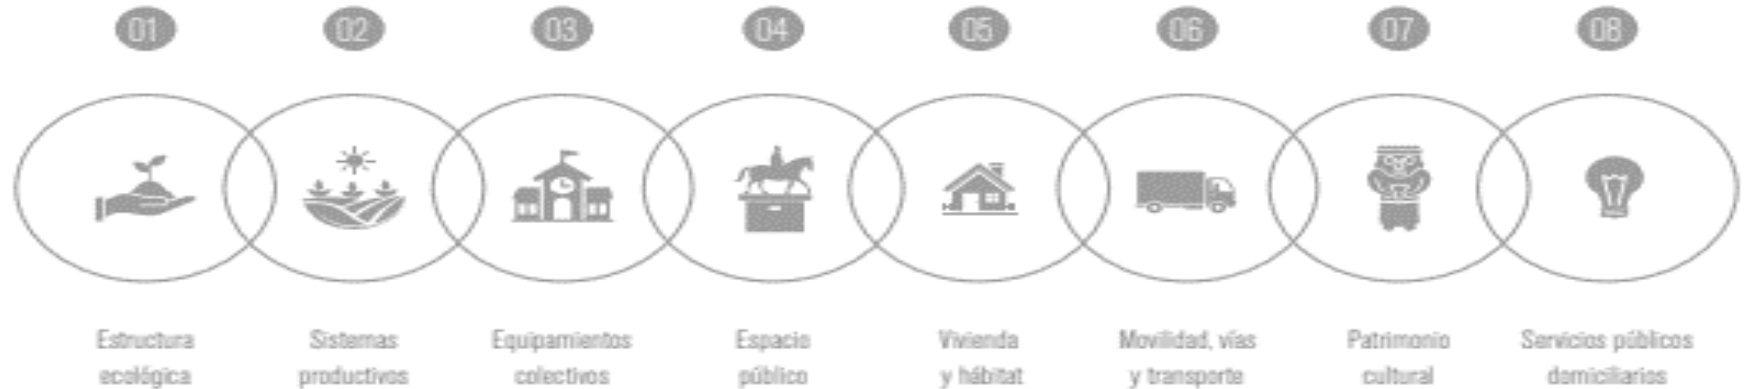 01 02 03 04 05 06 07 08
Estructura Sistemas Equipamientos Espacio Vivienda Movilidad, vías Patrimonio Servicios públicos
ecológica productivos colectivos público y hábitat y transporte cultural domiciliarios